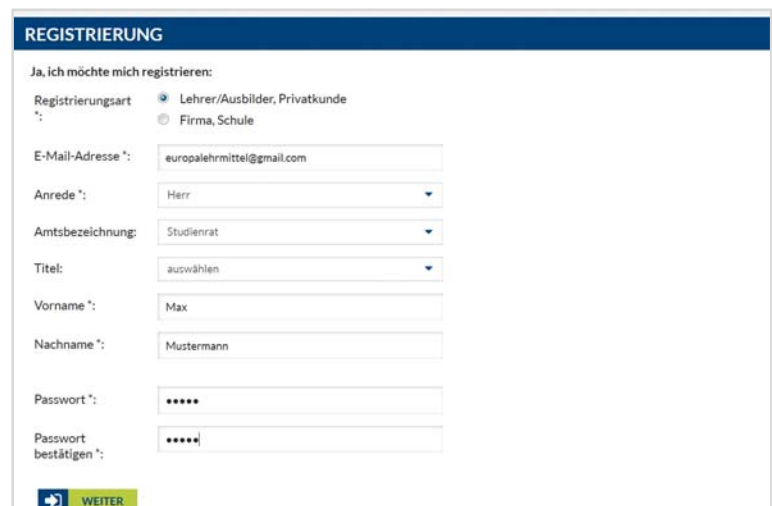 REGISTRIERUNG
Ja, ich möchte mich registrieren:
Registrierungsart *:
Lehrer/Ausbilder, Privatkunde
Firma, Schule
E-Mail-Adresse *: europalehrmittel@gmail.com
Anrede *: Herr
Amtsbezeichnung: Studienrat
Titel: auswählen
Vorname *: Max
Nachname *: Mustermann
Passwort *: •••••
Passwort bestätigen *: •••••
WEITER